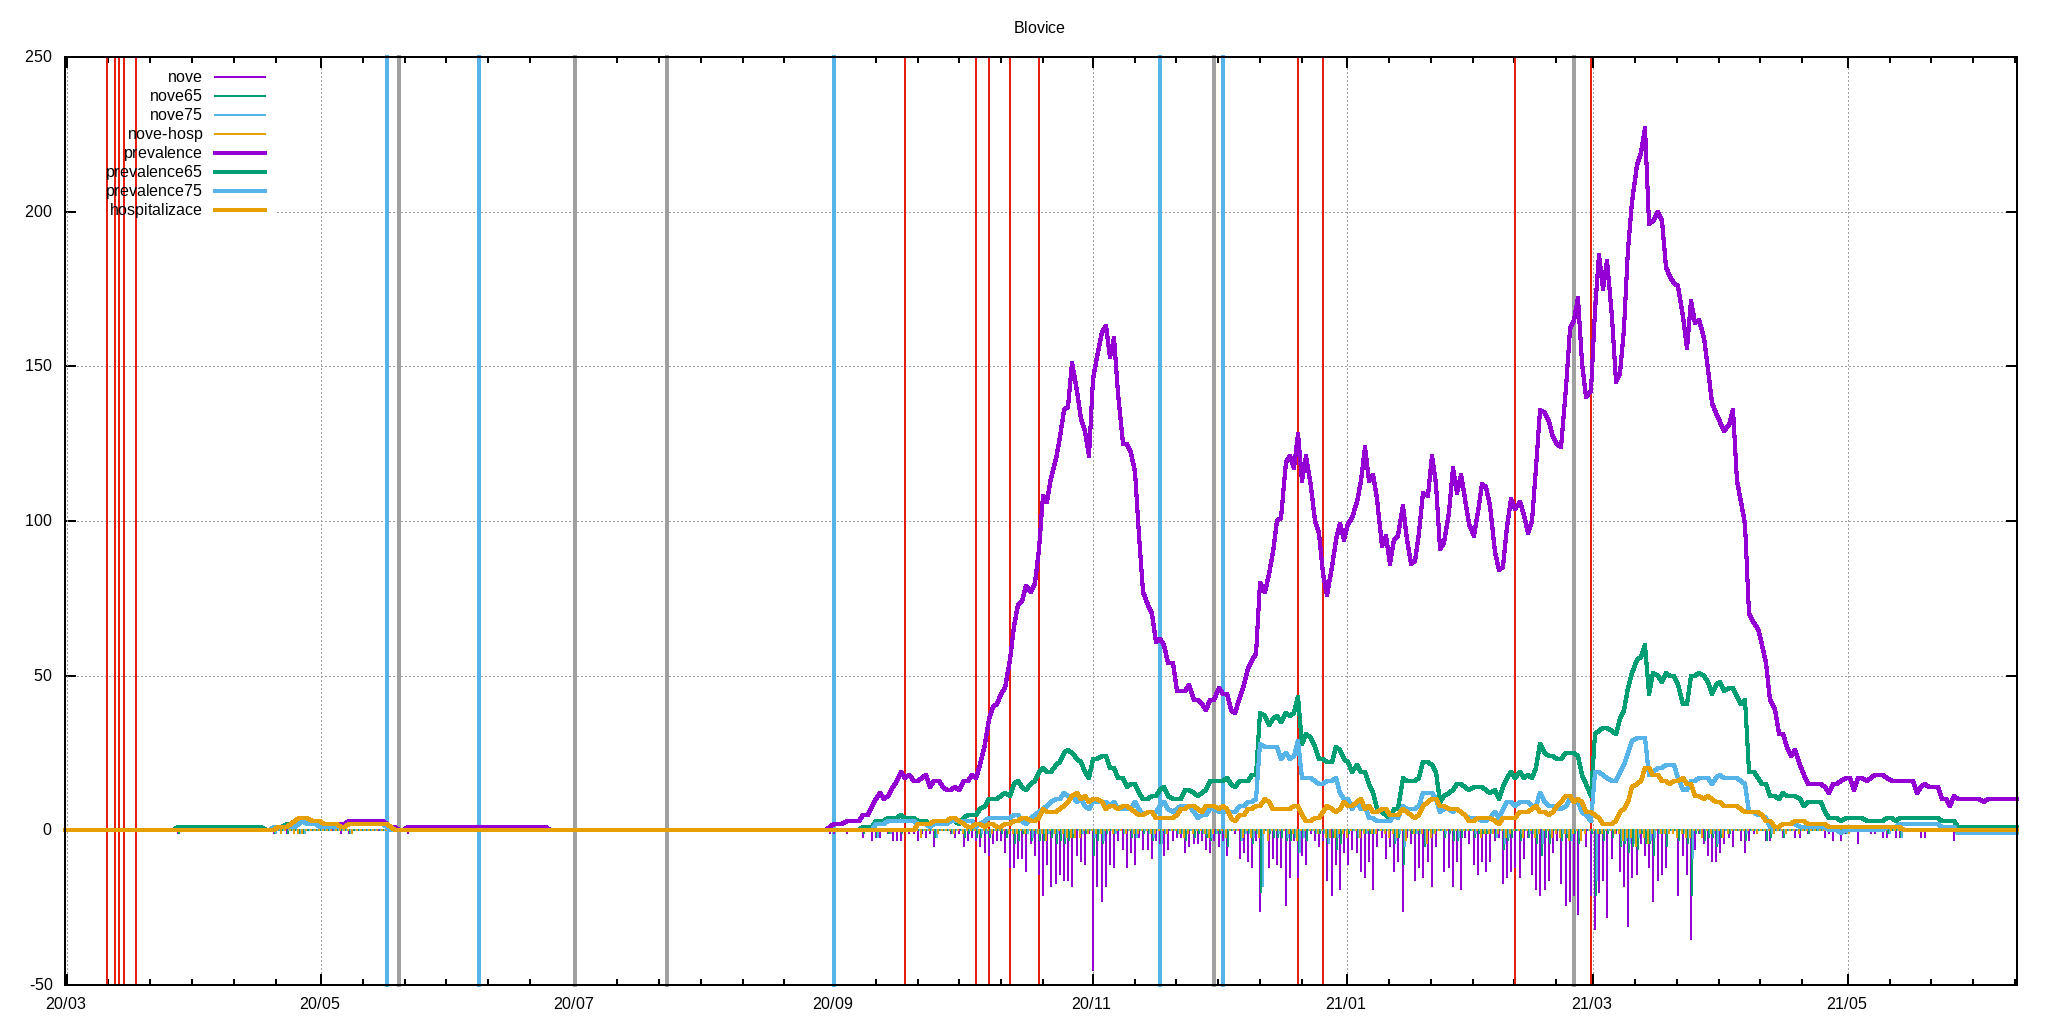 Blovice
250
nove
nove65
nove75
nove-hosp
prevalence
prevalence65
prevalence75
hospitalizace
200
150
100
50
0
-50
20/03 20/05 20/07 20/09 20/11 21/01 21/03 21/05